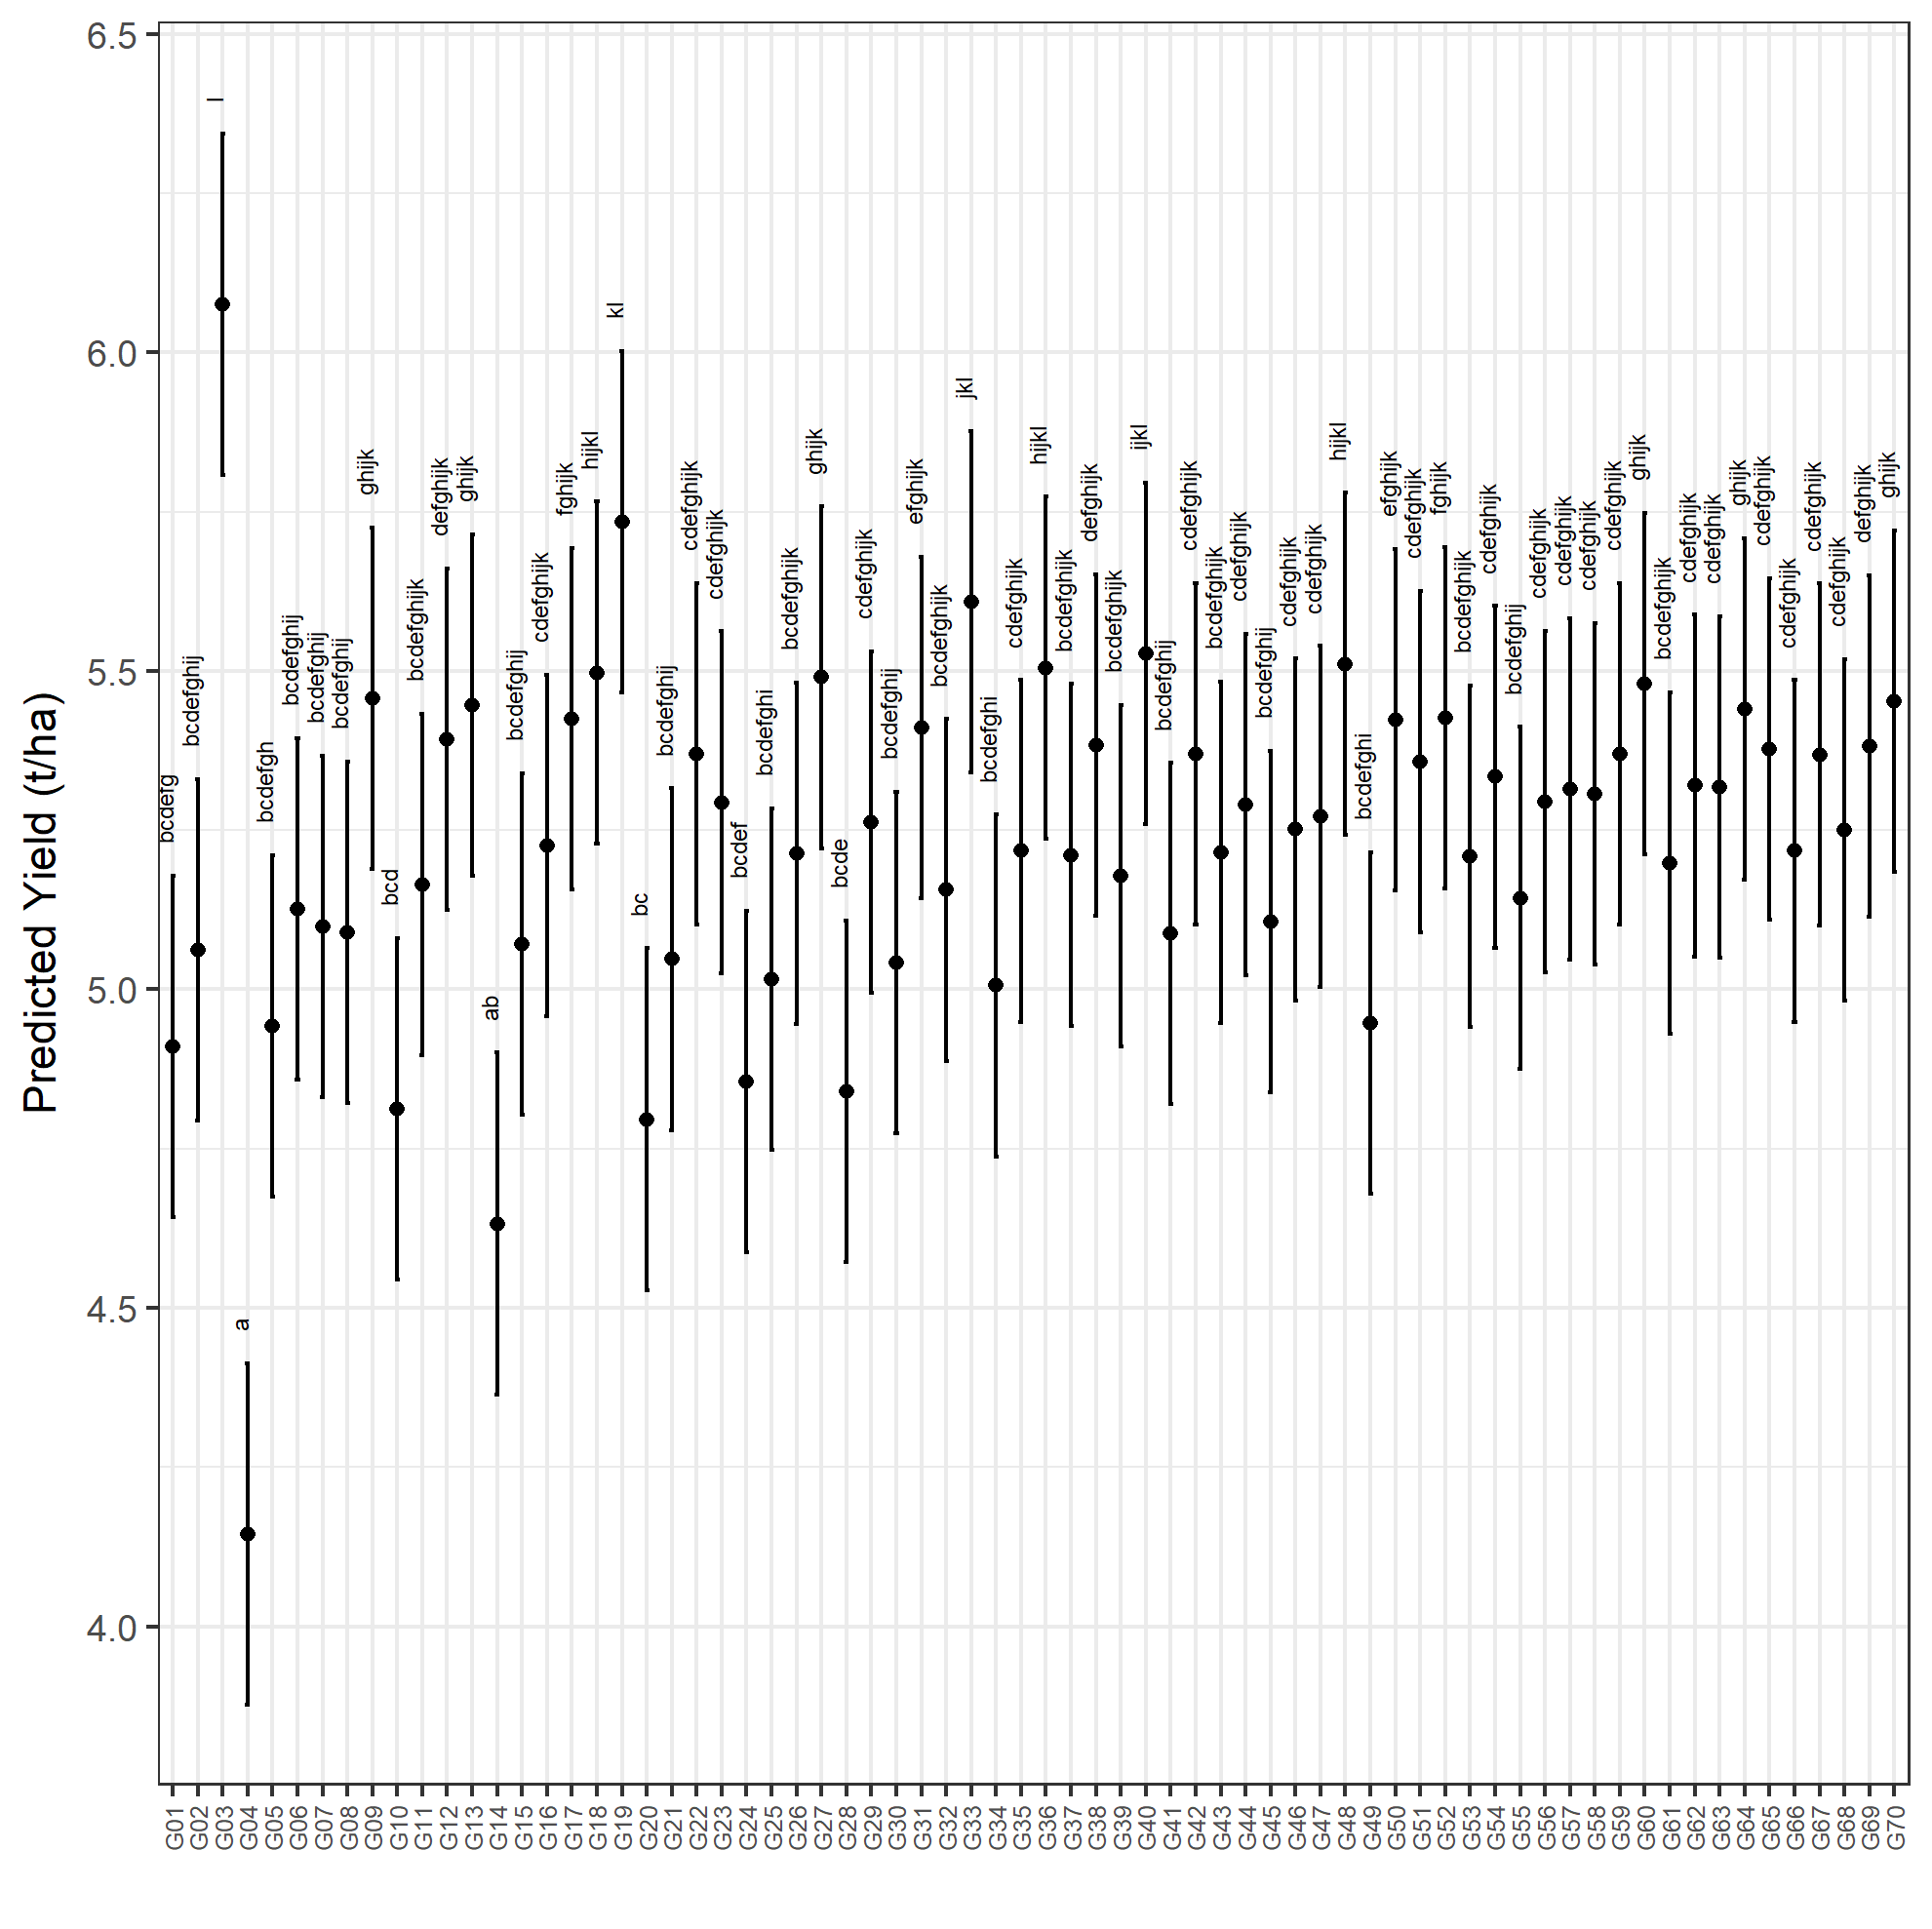 Predicted Yield (t/ha)
6.5
6.0
5.5
5.0
4.5
4.0
bcdefg
bcdefghij
l
a
bcdefgh
bcdefghij
bcdefghij
bcdefghij
ghijk
bcd
bcdefghijk
defghijk
ghijk
ab
bcdefghij
cdefghijk
fghijk
hijkl
kl
bc
bcdefghij
cdefghijk
cdefghijk
bcdef
bcdefghi
bcdefghijk
ghijk
bcde
cdefghijk
bcdefghij
efghijk
bcdefghijk
jkl
bcdefghi
cdefghijk
hijkl
bcdefghijk
defghijk
bcdefghijk
ijkl
bcdefghij
cdefghijk
bcdefghijk
cdefghijk
bcdefghij
cdefghijk
cdefghijk
hijkl
bcdefghi
efghijk
cdefghijk
fghijk
bcdefghijk
cdefghijk
bcdefghij
cdefghijk
cdefghijk
cdefghijk
cdefghijk
ghijk
bcdefghijk
cdefghijk
cdefghijk
ghijk
cdefghijk
cdefghijk
cdefghijk
cdefghijk
defghijk
ghijk
G01
G02
G03
G04
G05
G06
G07
G08
G09
G10
G11
G12
G13
G14
G15
G16
G17
G18
G19
G20
G21
G22
G23
G24
G25
G26
G27
G28
G29
G30
G31
G32
G33
G34
G35
G36
G37
G38
G39
G40
G41
G42
G43
G44
G45
G46
G47
G48
G49
G50
G51
G52
G53
G54
G55
G56
G57
G58
G59
G60
G61
G62
G63
G64
G65
G66
G67
G68
G69
G70